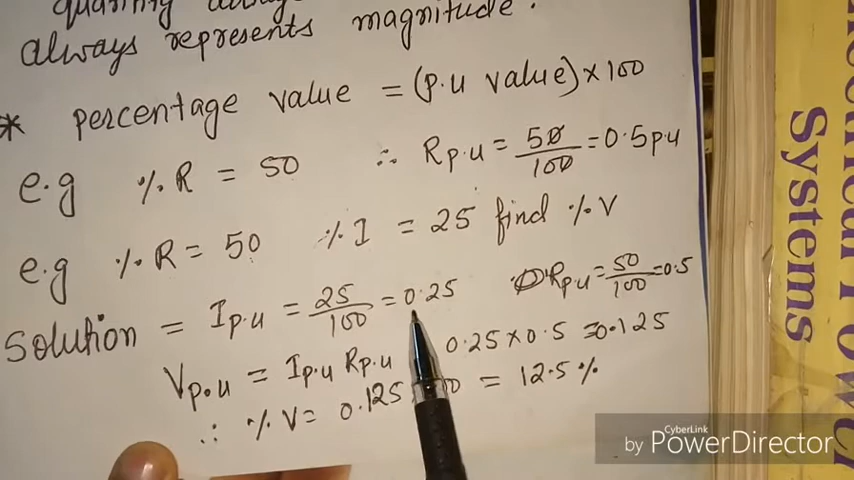 quantity
always represents magnitude.
* percentage value = (p.u value) × 100
e.g % R = 50 ∴ Rp.u = 50/100 = 0.5pu
e.g % R = 50 % I = 25 find % V
Solution = Ip.u = 25/100 = 0.25 Rpu = 50/100 = 0.5
Vp.u = Ip.u Rp.u 0.25 × 0.5 = 0.125
∴ % V = 0.125 00 = 12.5 %
Systems
CyberLink
by PowerDirector